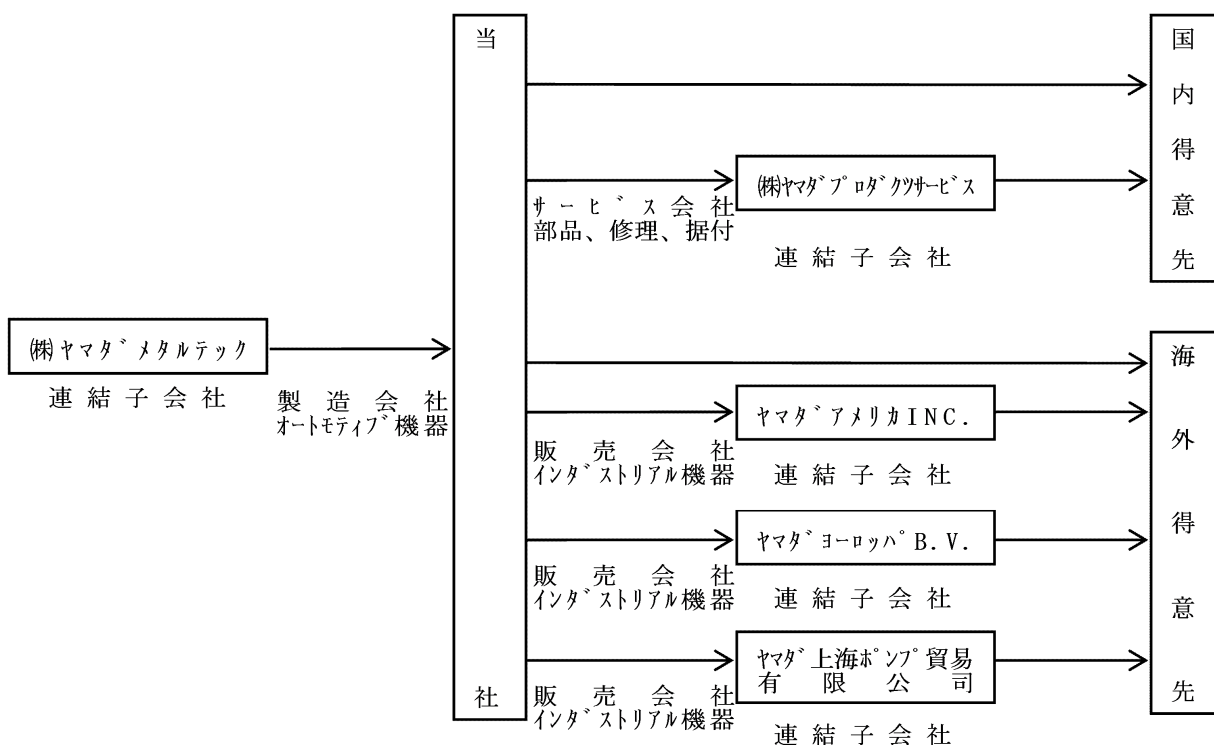 当社
国内得意先
㈱ヤマダプロダクツサービス
サービス会社
部品、修理、据付
連結子会社
㈱ヤマダメタルテック
連結子会社
製造会社
オートモティブ機器
海外得意先
ヤマダアメリカINC.
販売会社
インダストリアル機器
連結子会社
ヤマダヨーロッパB.V.
販売会社
インダストリアル機器
連結子会社
ヤマダ上海ポンプ貿易
有限公司
販売会社
インダストリアル機器
連結子会社